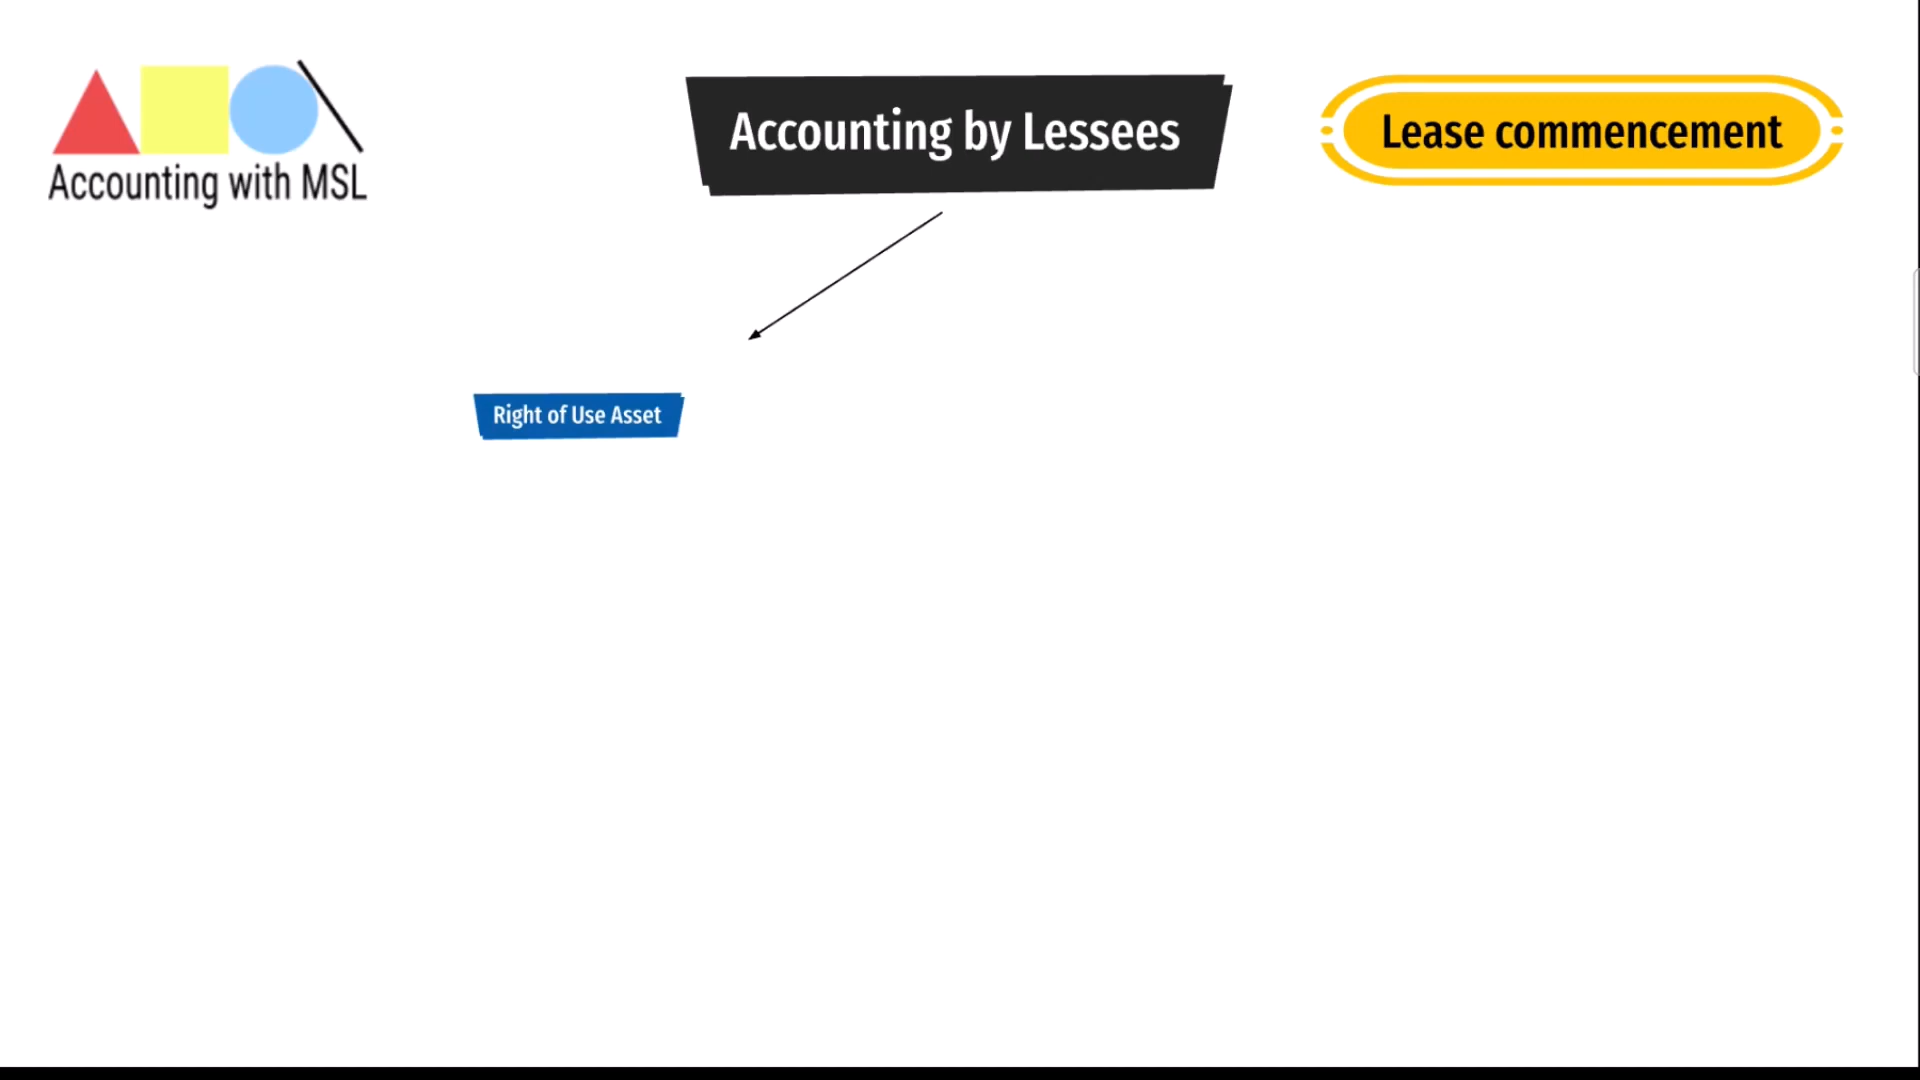 Accounting with MSL
Accounting by Lessees
Lease commencement
Right of Use Asset